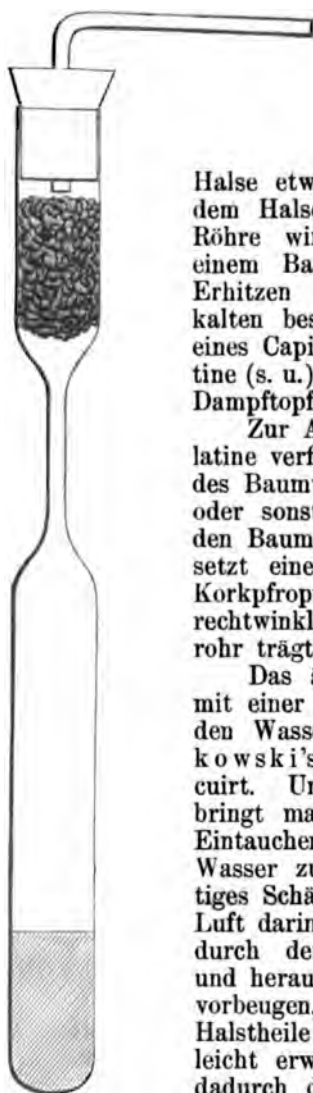 Halse etw
dem Halse
Röhre wir
einem Ba
Erhitzen
kalten bes
eines Capi
tine (s. u.)
Dampftopf
Zur A
latine verf
des Baumw
oder sonst
den Baum
setzt eine
Korkpfrop
rechtwinkl
rohr trägt
Das ä
mit einer
den Wasse
kowski's
cuirt. Un
bringt ma
Eintauchen
Wasser zu
tiges Schä
Luft darin
durch de
und herau
vorbeugen,
Halstheile
leicht erw
dadurch d